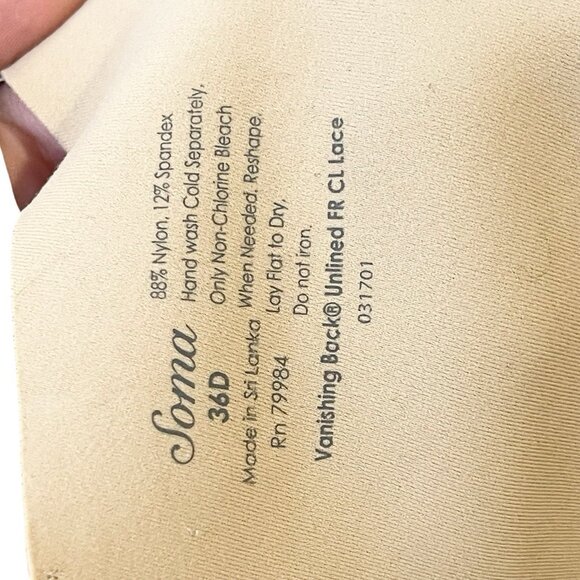 Soma
36D
Made In Sri Lanka
Rn 79984
88% Nylon, 12% Spandex
Hand wash Cold Separately,
Only Non-Chlorine Bleach
When Needed, Reshape,
Lay Flat to Dry,
Do not iron,
Vanishing Back® Unlined FR CL Lace
031701